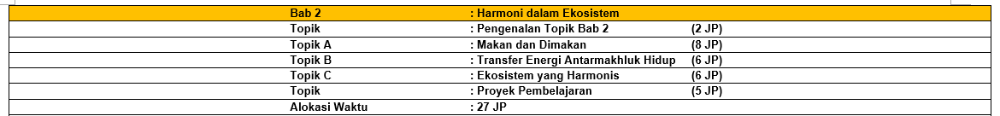 Bab 2 : Harmoni dalam Ekosistem
Topik : Pengenalan Topik Bab 2 (2 JP)
Topik A : Makan dan Dimakan (8 JP)
Topik B : Transfer Energi Antarmakhluk Hidup (6 JP)
Topik C : Ekosistem yang Harmonis (6 JP)
Topik : Proyek Pembelajaran (5 JP)
Alokasi Waktu : 27 JP